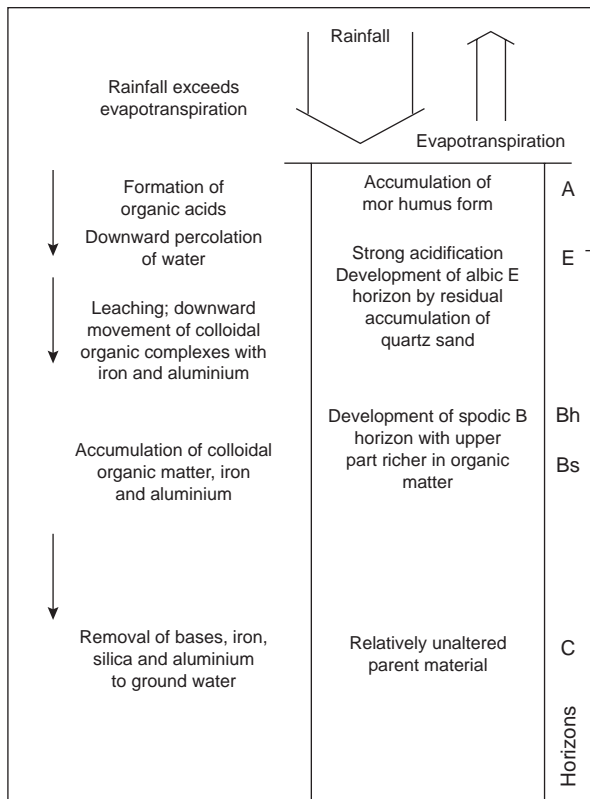 Rainfall
Rainfall exceeds
evapotranspiration
Evapotranspiration
Formation of
organic acids
Downward percolation
of water
Leaching; downward
movement of colloidal
organic complexes with
iron and aluminium
Accumulation of colloidal
organic matter, iron
and aluminium
Removal of bases, iron,
silica and aluminium
to ground water
Accumulation of
mor humus form
Strong acidification
Development of albic E
horizon by residual
accumulation of
quartz sand
Development of spodic B
horizon with upper
part richer in organic
matter
Relatively unaltered
parent material
A
E
Bh
Bs
C
Horizons